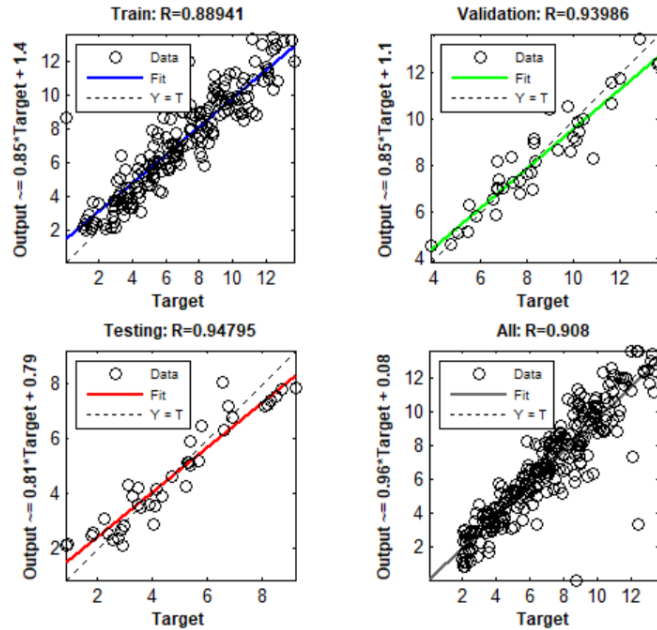 Train: R=0.88941
Output ~= 0.85*Target + 1.4
Data
Fit
Y = T
12
10
8
6
4
2
2 4 6 8 10 12
Target
Validation: R=0.93986
Output ~= 0.85*Target + 1.1
Data
Fit
Y = T
12
10
8
6
4
4 6 8 10 12
Target
Testing: R=0.94795
Output ~= 0.81*Target + 0.79
Data
Fit
Y = T
8
6
4
2
2 4 6 8
Target
All: R=0.908
Output ~= 0.96*Target + 0.08
Data
Fit
Y = T
12
10
8
6
4
2
2 4 6 8 10 12
Target